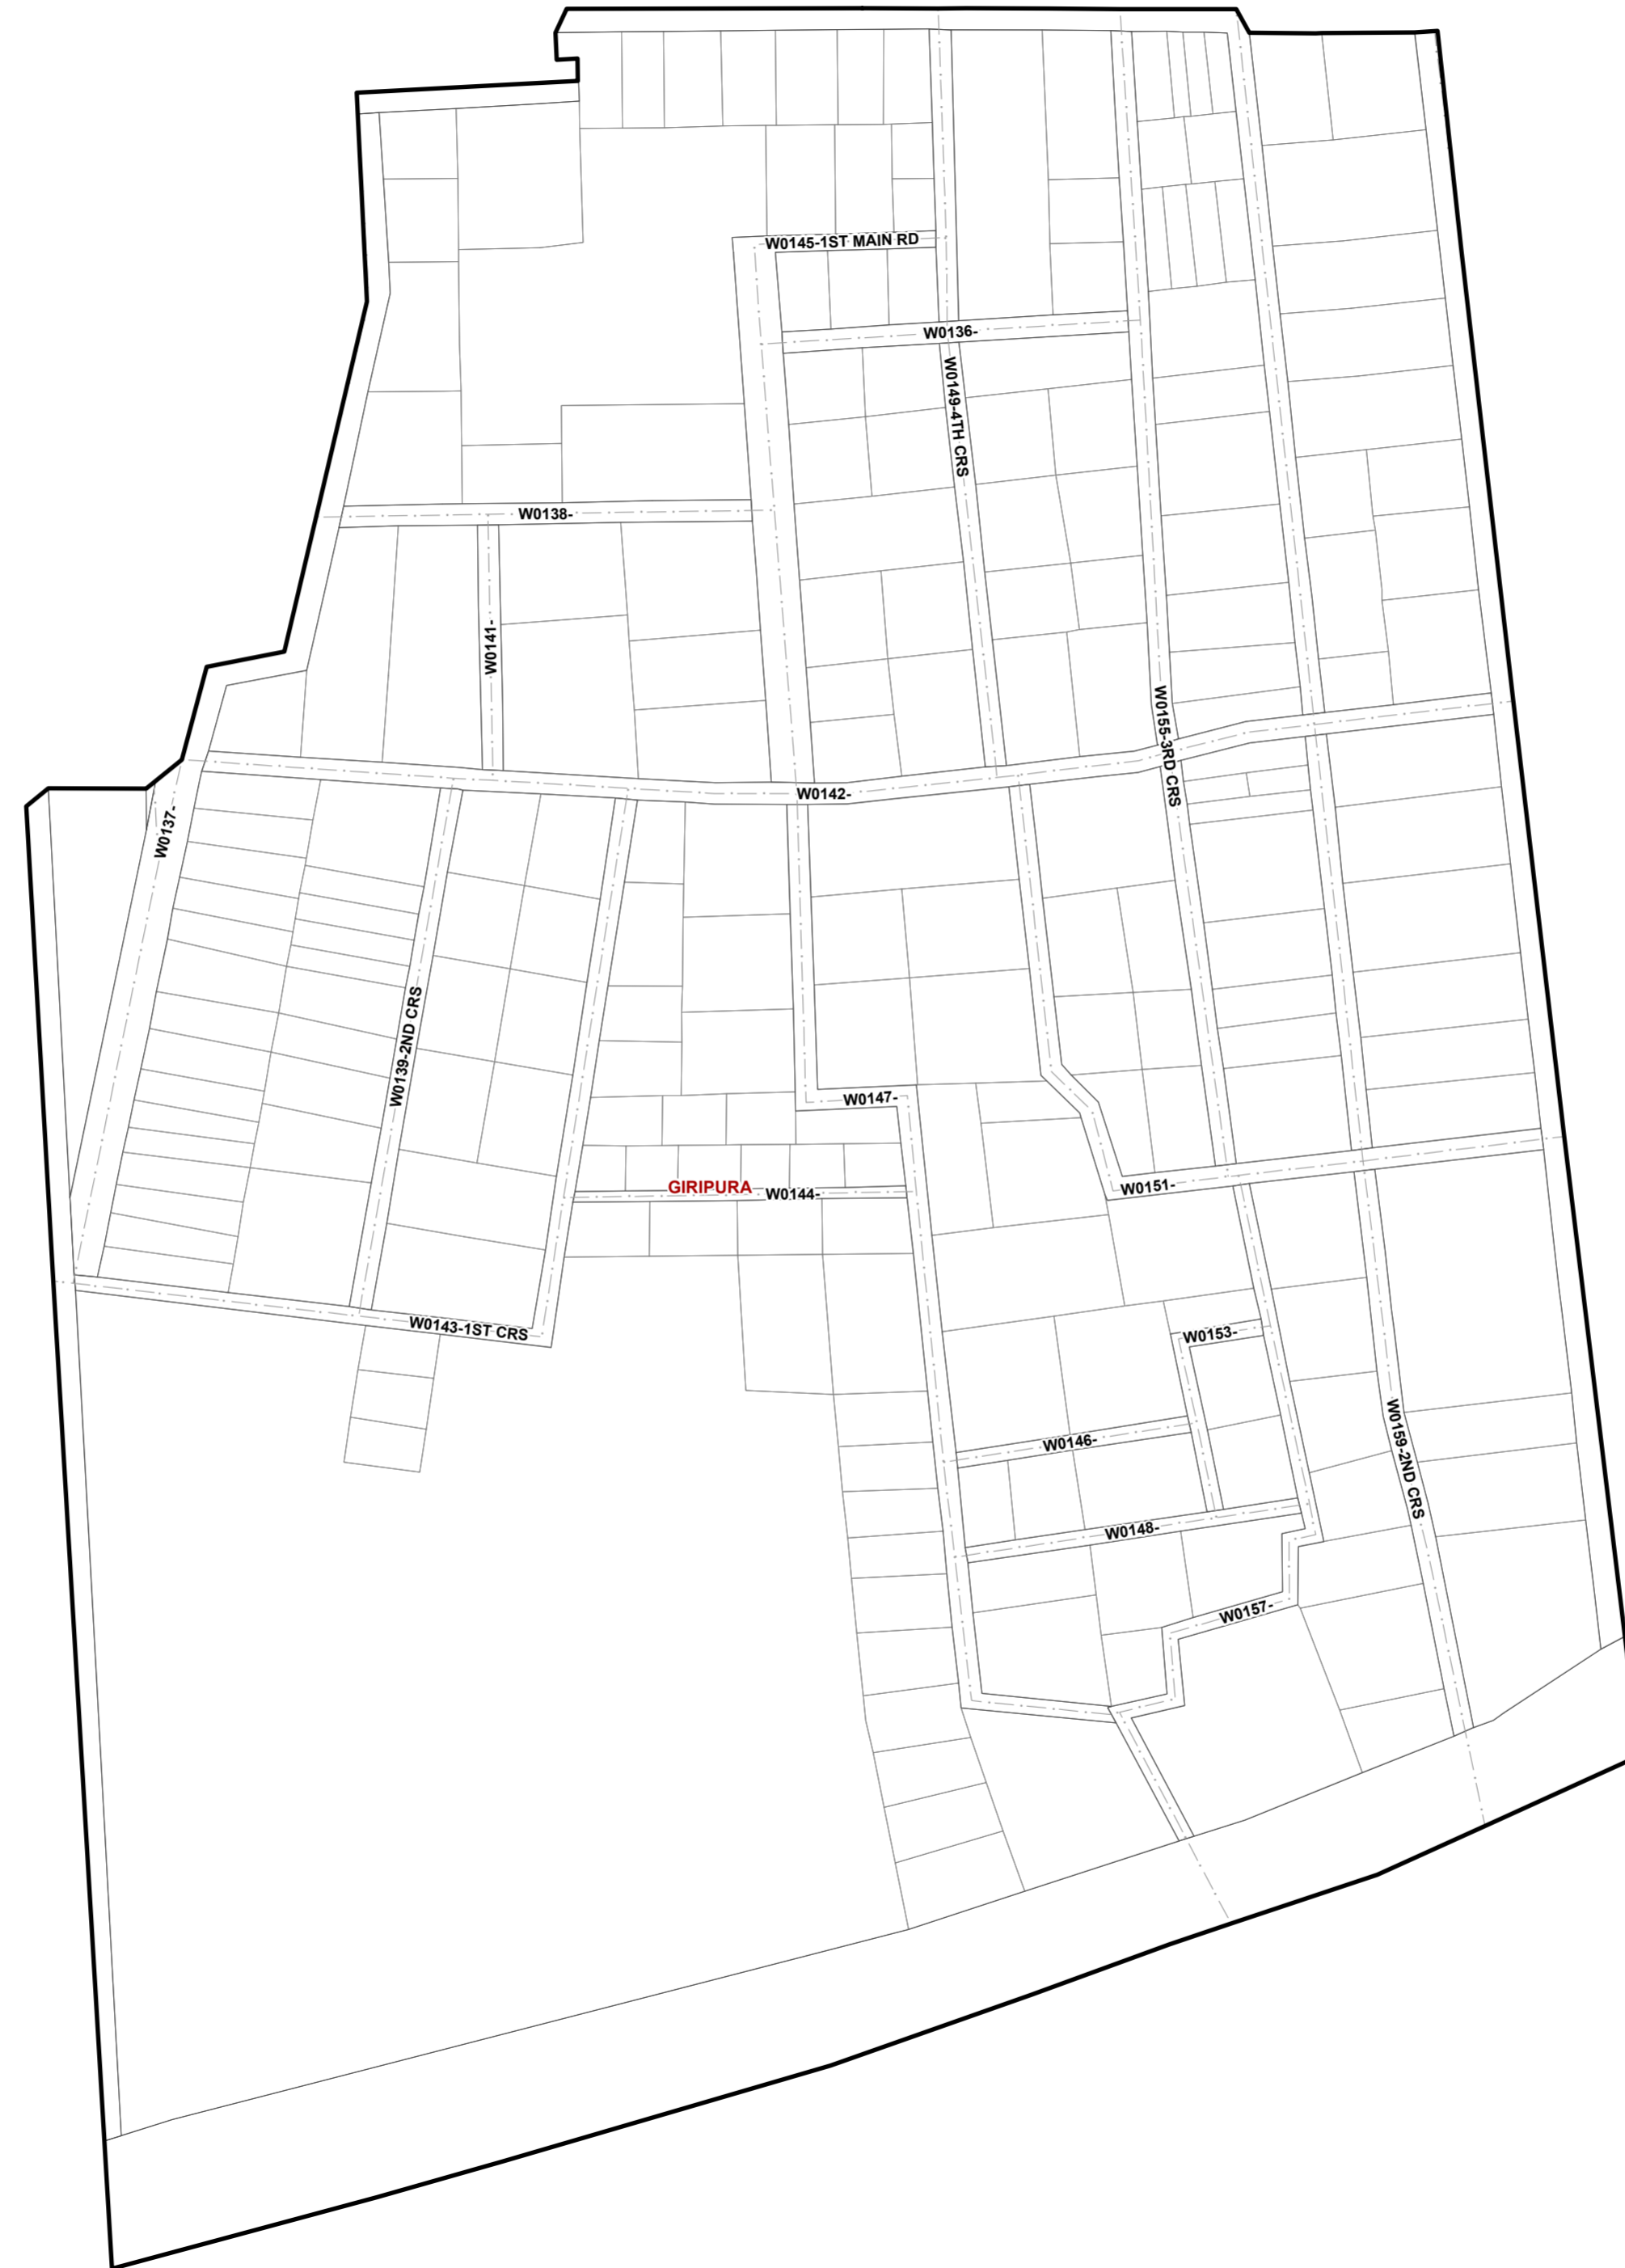 W0145-1ST MAIN RD
W0136-
W0149-4TH CRS
W0138-
W0141-
W0155-3RD CRS
W0142-
W0137-
W0139-2ND CRS
W0147-
GIRIPURA
W0144-
W0151-
W0143-1ST CRS
W0153-
W0146-
W0159-2ND CRS
W0148-
W0157-